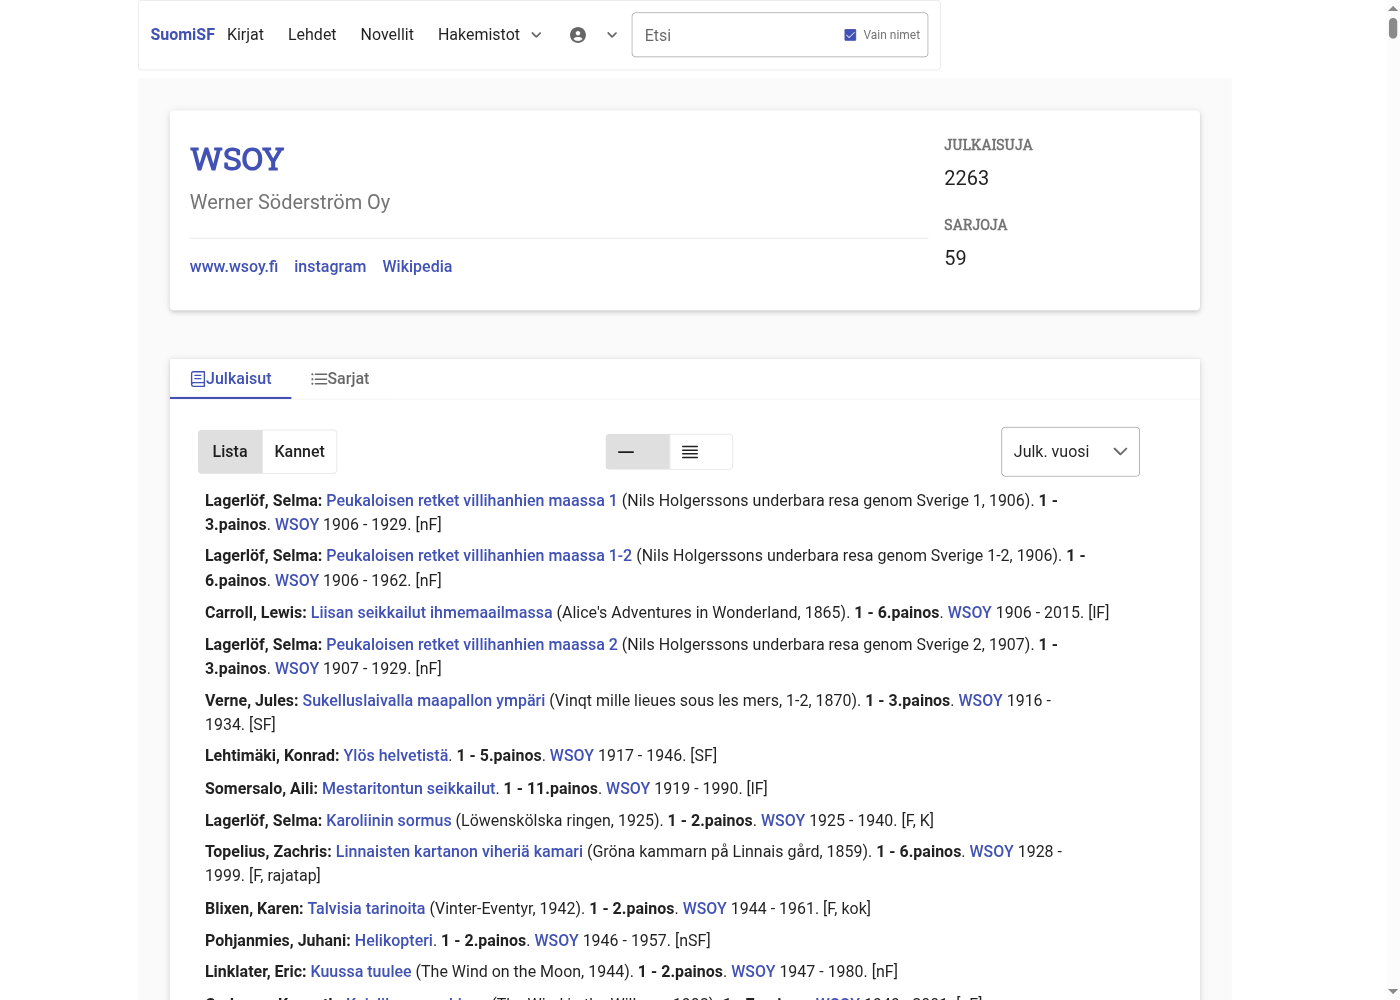 SuomiSF Kirjat Lehdet Novellit Hakemistot Etsi Vain nimet
WSOY
Werner Söderström Oy
www.wsoy.fi instagram Wikipedia
JULKAISUJA
2263
SARJOJA
59
Julkaisut Sarjat
Lista Kannet Julk. vuosi
Lagerlöf, Selma: Peukaloisen retket villihanhien maassa 1 (Nils Holgerssons underbara resa genom Sverige 1, 1906). 1 -
3.painos. WSOY 1906 - 1929. [nF]
Lagerlöf, Selma: Peukaloisen retket villihanhien maassa 1-2 (Nils Holgerssons underbara resa genom Sverige 1-2, 1906). 1 -
6.painos. WSOY 1906 - 1962. [nF]
Carroll, Lewis: Liisan seikkailut ihmemaailmassa (Alice's Adventures in Wonderland, 1865). 1 - 6.painos. WSOY 1906 - 2015. [lF]
Lagerlöf, Selma: Peukaloisen retket villihanhien maassa 2 (Nils Holgerssons underbara resa genom Sverige 2, 1907). 1 -
3.painos. WSOY 1907 - 1929. [nF]
Verne, Jules: Sukelluslaivalla maapallon ympäri (Vinqt mille lieues sous les mers, 1-2, 1870). 1 - 3.painos. WSOY 1916 -
1934. [SF]
Lehtimäki, Konrad: Ylös helvetistä. 1 - 5.painos. WSOY 1917 - 1946. [SF]
Somersalo, Aili: Mestaritontun seikkailut. 1 - 11.painos. WSOY 1919 - 1990. [lF]
Lagerlöf, Selma: Karoliinin sormus (Löwenskölska ringen, 1925). 1 - 2.painos. WSOY 1925 - 1940. [F, K]
Topelius, Zachris: Linnaisten kartanon viheriä kamari (Gröna kammarn på Linnais gård, 1859). 1 - 6.painos. WSOY 1928 -
1999. [F, rajatap]
Blixen, Karen: Talvisia tarinoita (Vinter-Eventyr, 1942). 1 - 2.painos. WSOY 1944 - 1961. [F, kok]
Pohjanmies, Juhani: Helikopteri. 1 - 2.painos. WSOY 1946 - 1957. [nSF]
Linklater, Eric: Kuussa tuulee (The Wind on the Moon, 1944). 1 - 2.painos. WSOY 1947 - 1980. [nF]